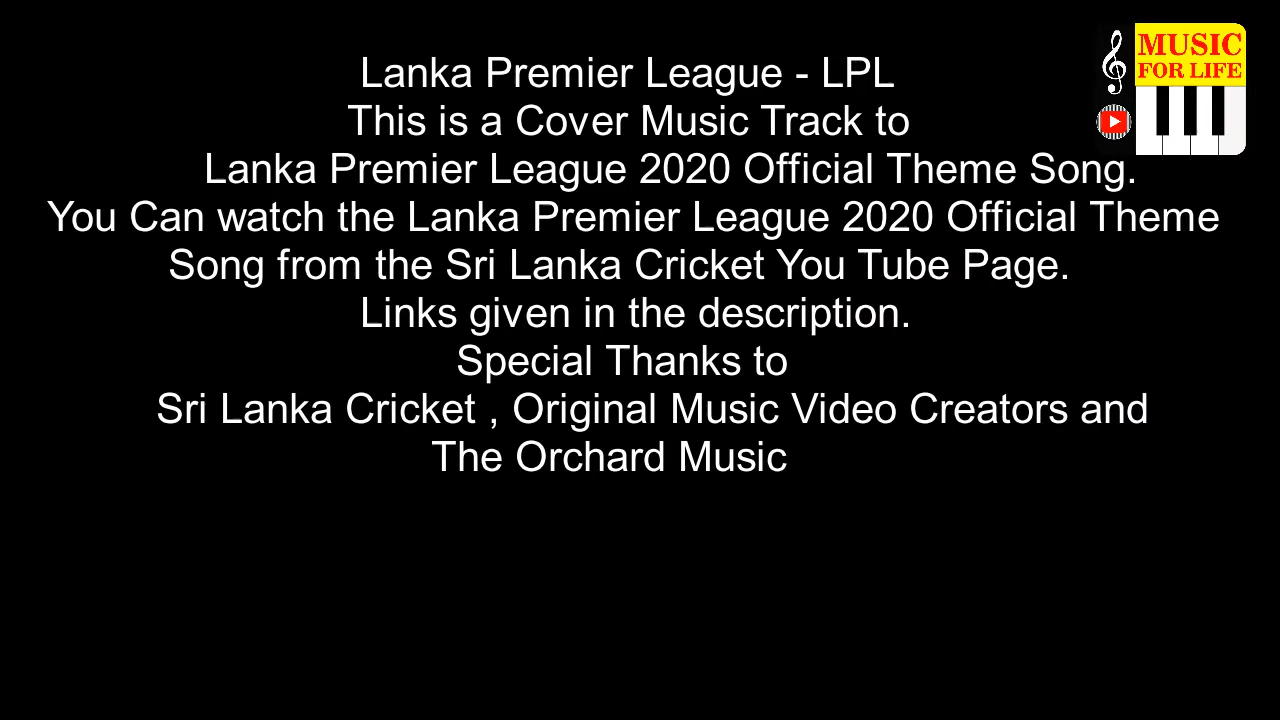 Lanka Premier League - LPL
This is a Cover Music Track to
Lanka Premier League 2020 Official Theme Song.
You Can watch the Lanka Premier League 2020 Official Theme
Song from the Sri Lanka Cricket You Tube Page.
Links given in the description.
Special Thanks to
Sri Lanka Cricket , Original Music Video Creators and
The Orchard Music
MUSIC
FOR LIFE